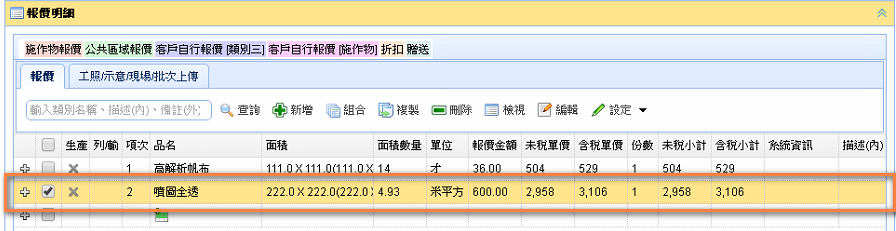 報價明細
施作物報價 公共區域報價 客戶自行報價 [類別三] 客戶自行報價 [施作物] 折扣 贈送
報價 工照/示意/現場/批次上傳
輸入類別名稱、描述(內)、備註(外) 查詢 新增 組合 複製 刪除 檢視 編輯 設定
生產 列/輸 項次 品名 面積 面積數量 單位 報價金額 未稅單價 含稅單價 份數 未稅小計 含稅小計 系統資訊 描述(內)
1 高解析帆布 111.0 X 111.0(111.0 X 14 才 36.00 504 529 1 504 529
2 噴圖全透 222.0 X 222.0(222.0 X 4.93 米平方 600.00 2,958 3,106 1 2,958 3,106